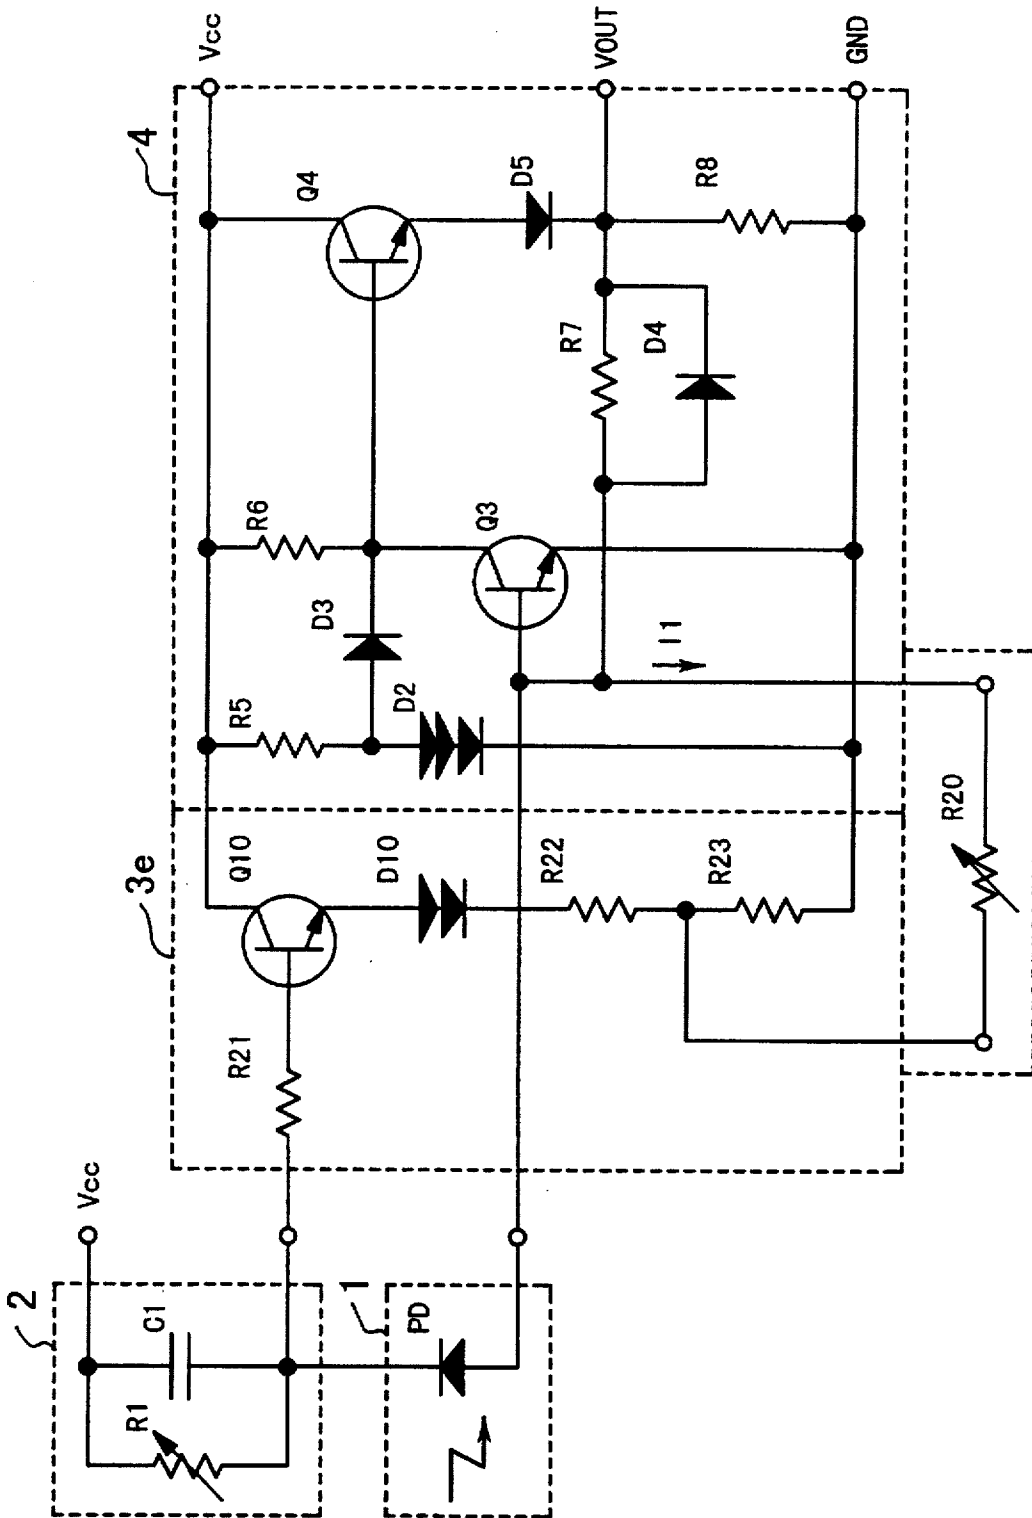 2
Vcc
C1
R1
1
PD
3e
4
Vcc
R21
Q10
D10
R22
R23
R5
D3
D2
R6
Q3
I1
Q4
D5
R7
D4
R8
VOUT
GND
R20